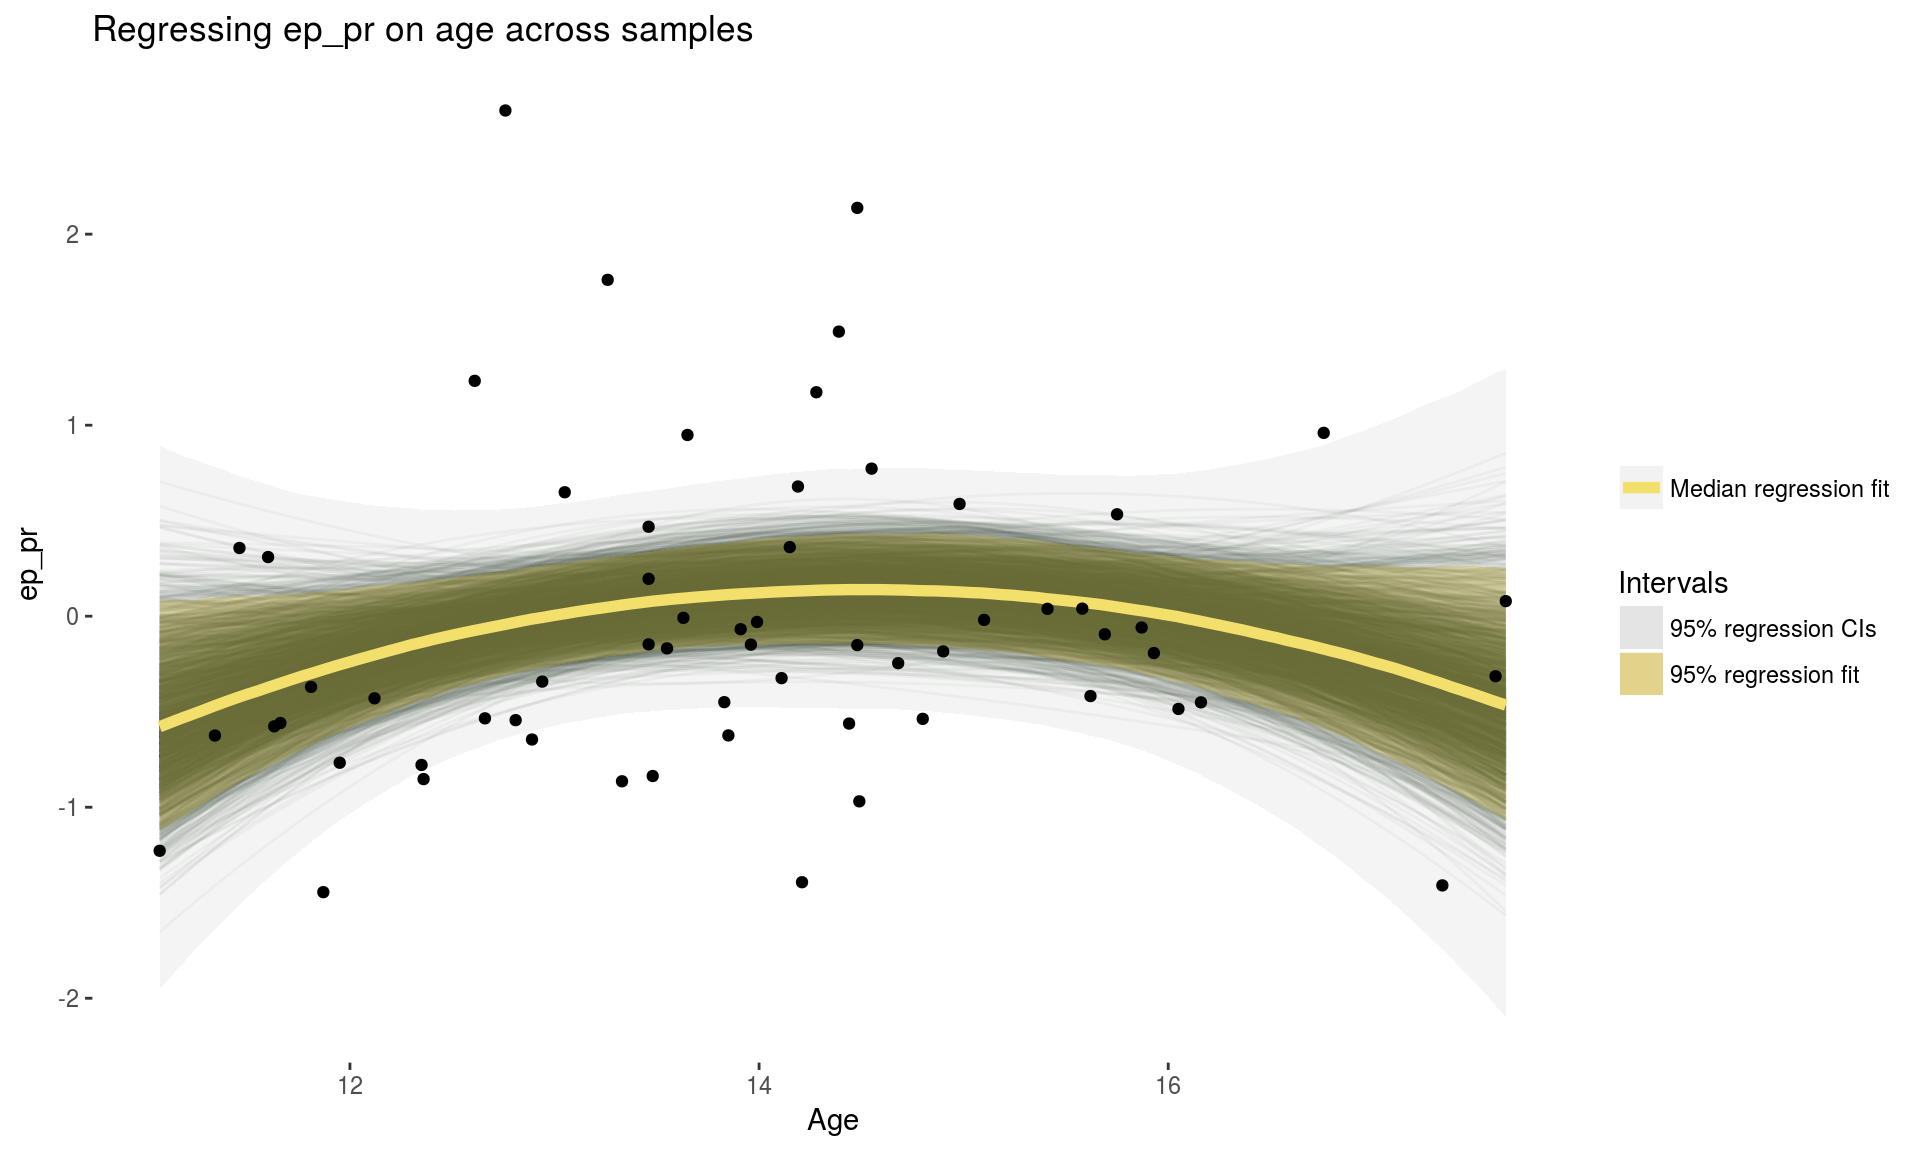 Regressing ep_pr on age across samples
2
1
0
-1
-2
ep_pr
12
14
16
Age
Median regression fit
Intervals
95% regression CIs
95% regression fit